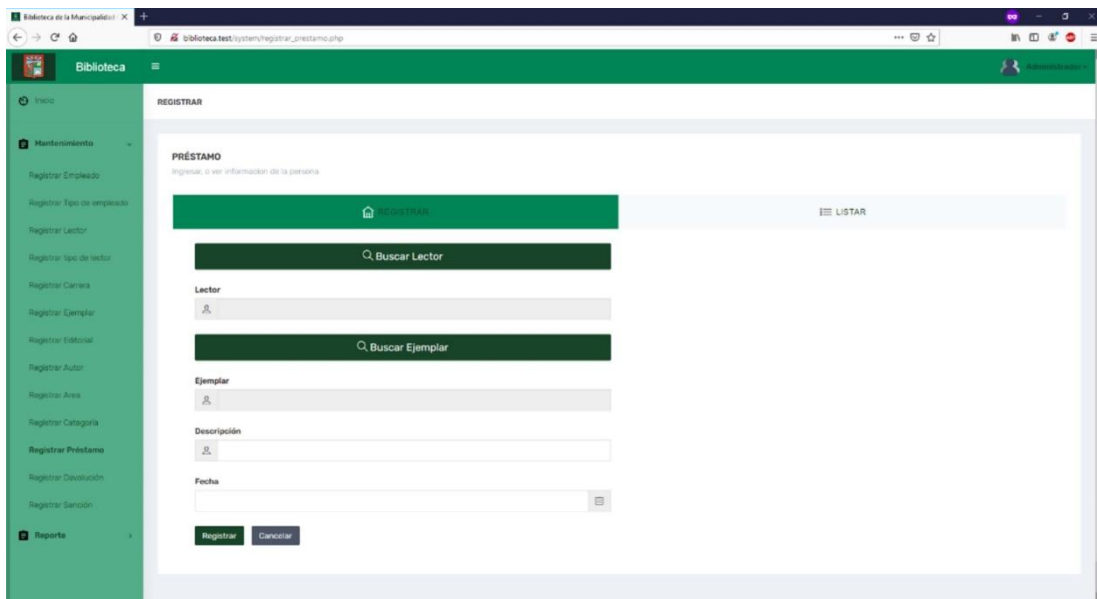 Biblioteca de la Municipalidad
biblioteca.test/system/registrar_prestamo.php
Biblioteca
Administrador
Inicio
REGISTRAR
Mantenimiento
Registrar Empleado
Registrar Tipo de empleado
Registrar Lector
Registrar tipo de lector
Registrar Carrera
Registrar Ejemplar
Registrar Editorial
Registrar Autor
Registrar Area
Registrar Categoría
Registrar Préstamo
Registrar Devolución
Registrar Sanción
Reporte
PRÉSTAMO
Ingresar, o ver informacion de la persona
REGISTRAR
LISTAR
Buscar Lector
Lector
Buscar Ejemplar
Ejemplar
Descripción
Fecha
Registrar
Cancelar